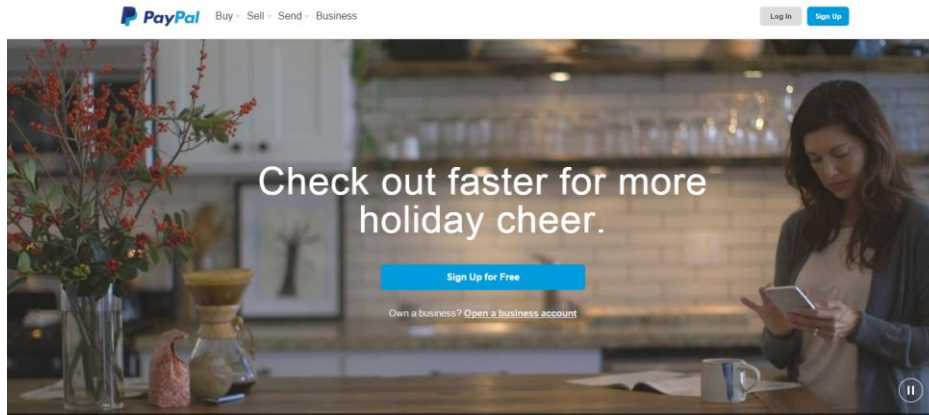 PayPal Buy Sell Send Business Log In Sign Up
Check out faster for more
holiday cheer.
Sign Up for Free
Own a business? Open a business account